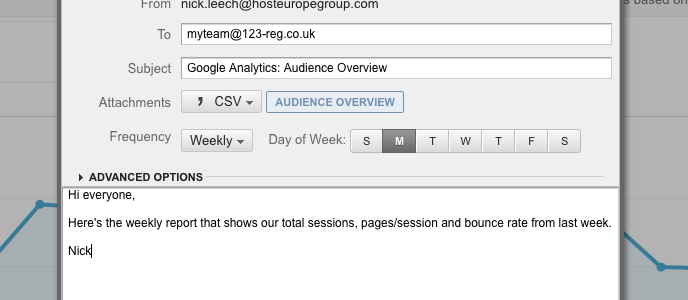 From nick.leech@hosteuropegroup.com
s based on
To myteam@123-reg.co.uk
Subject Google Analytics: Audience Overview
Attachments CSV AUDIENCE OVERVIEW
Frequency Weekly Day of Week: S M T W T F S
ADVANCED OPTIONS
Hi everyone,
Here's the weekly report that shows our total sessions, pages/session and bounce rate from last week.
Nick